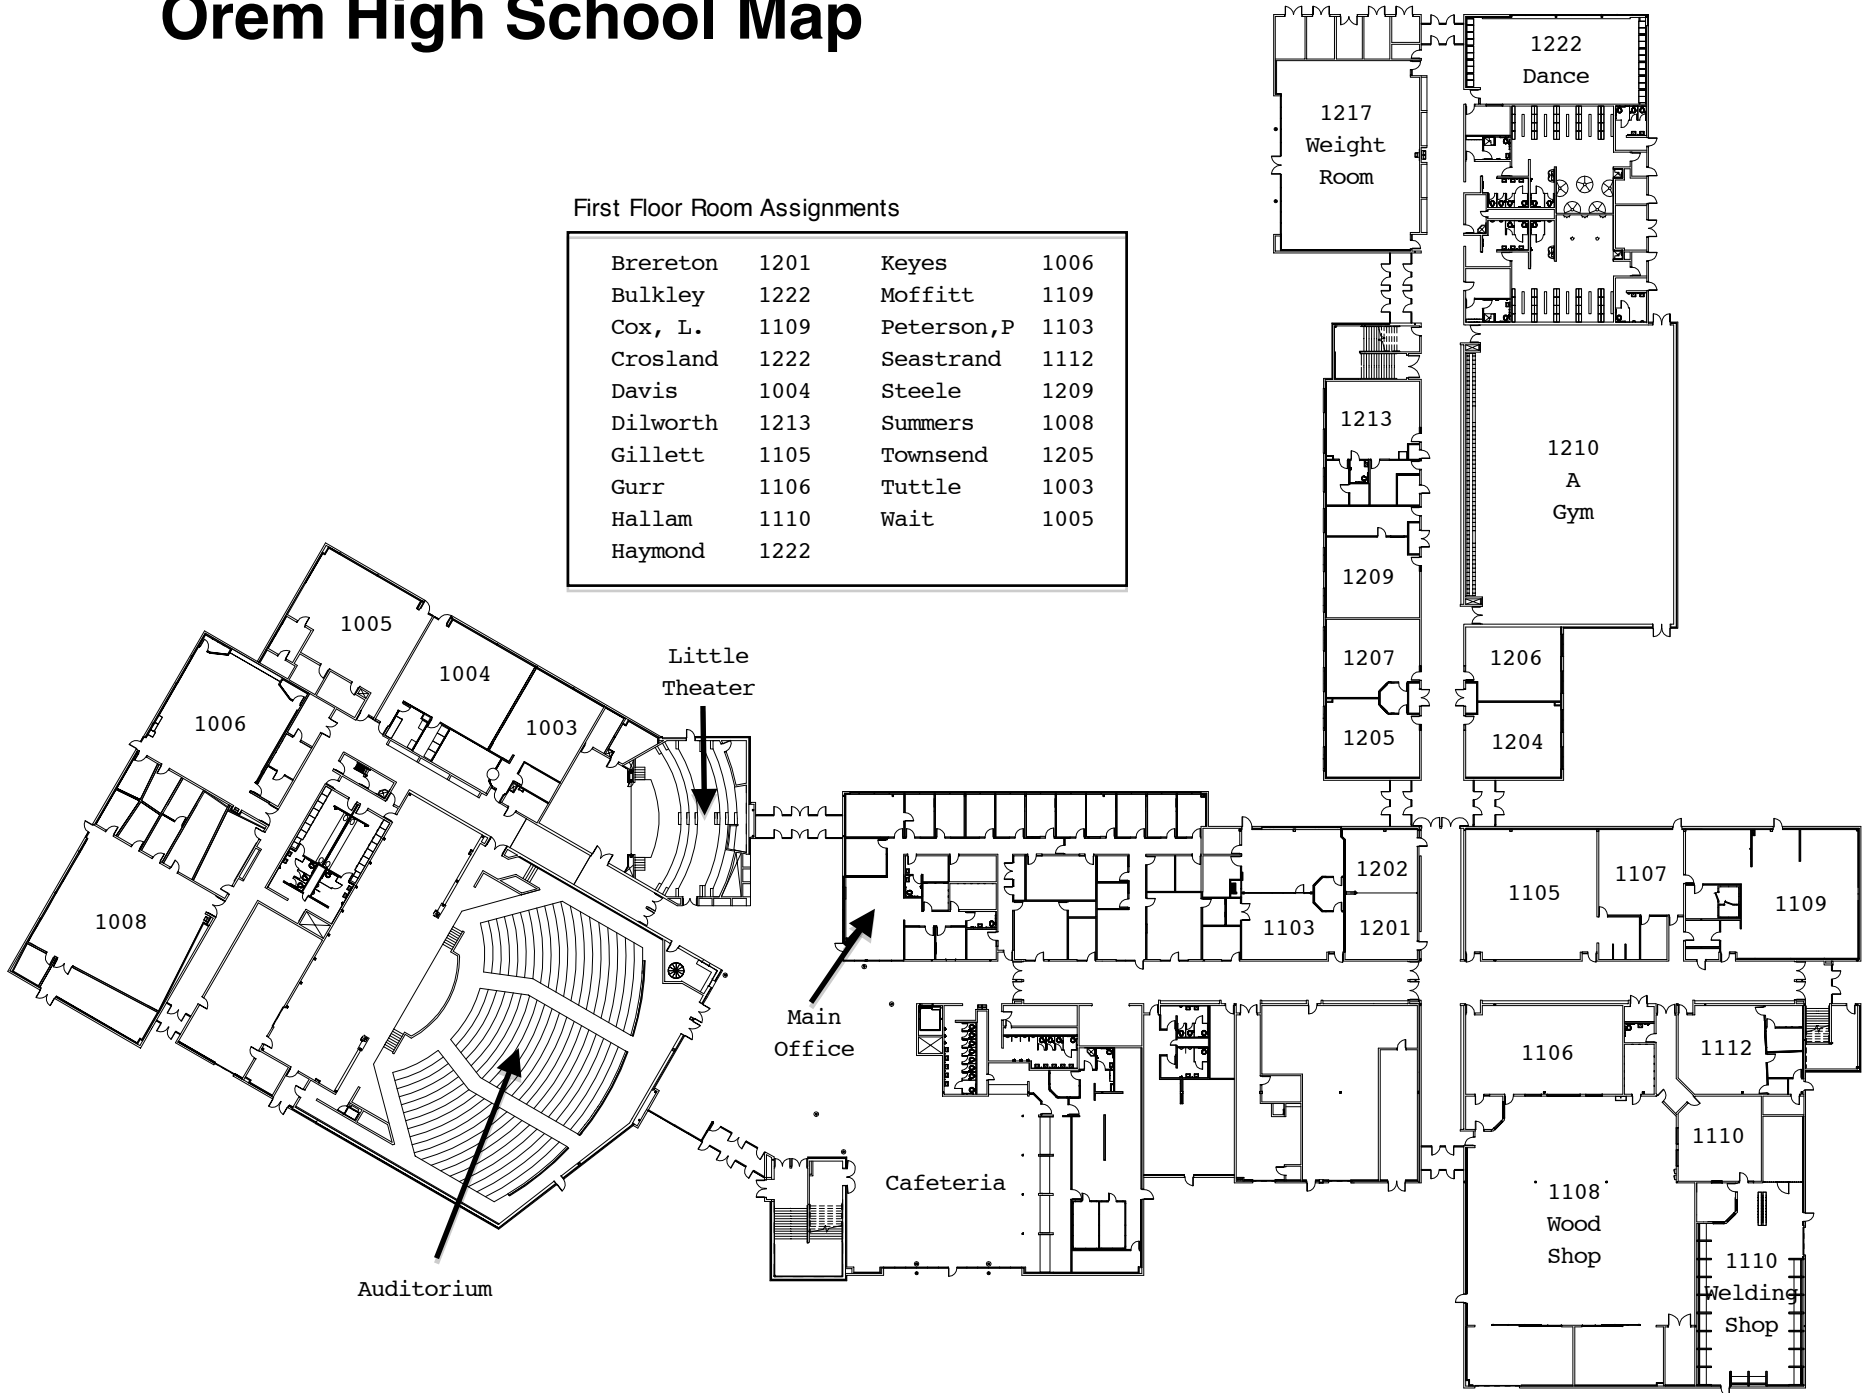 Orem High School Map
First Floor Room Assignments
Brereton 1201 Keyes 1006
Bulkley 1222 Moffitt 1109
Cox, L. 1109 Peterson,P 1103
Crosland 1222 Seastrand 1112
Davis 1004 Steele 1209
Dilworth 1213 Summers 1008
Gillett 1105 Townsend 1205
Gurr 1106 Tuttle 1003
Hallam 1110 Wait 1005
Haymond 1222
1222
Dance
1217
Weight
Room
1213
1210
A
Gym
1209
1207
1206
1205
1204
1005
1004
1006
1003
1008
Little
Theater
1202
1201
1103
1105
1107
1109
Main
Office
1106
1112
1110
Cafeteria
1108
Wood
Shop
1110
Welding
Shop
Auditorium